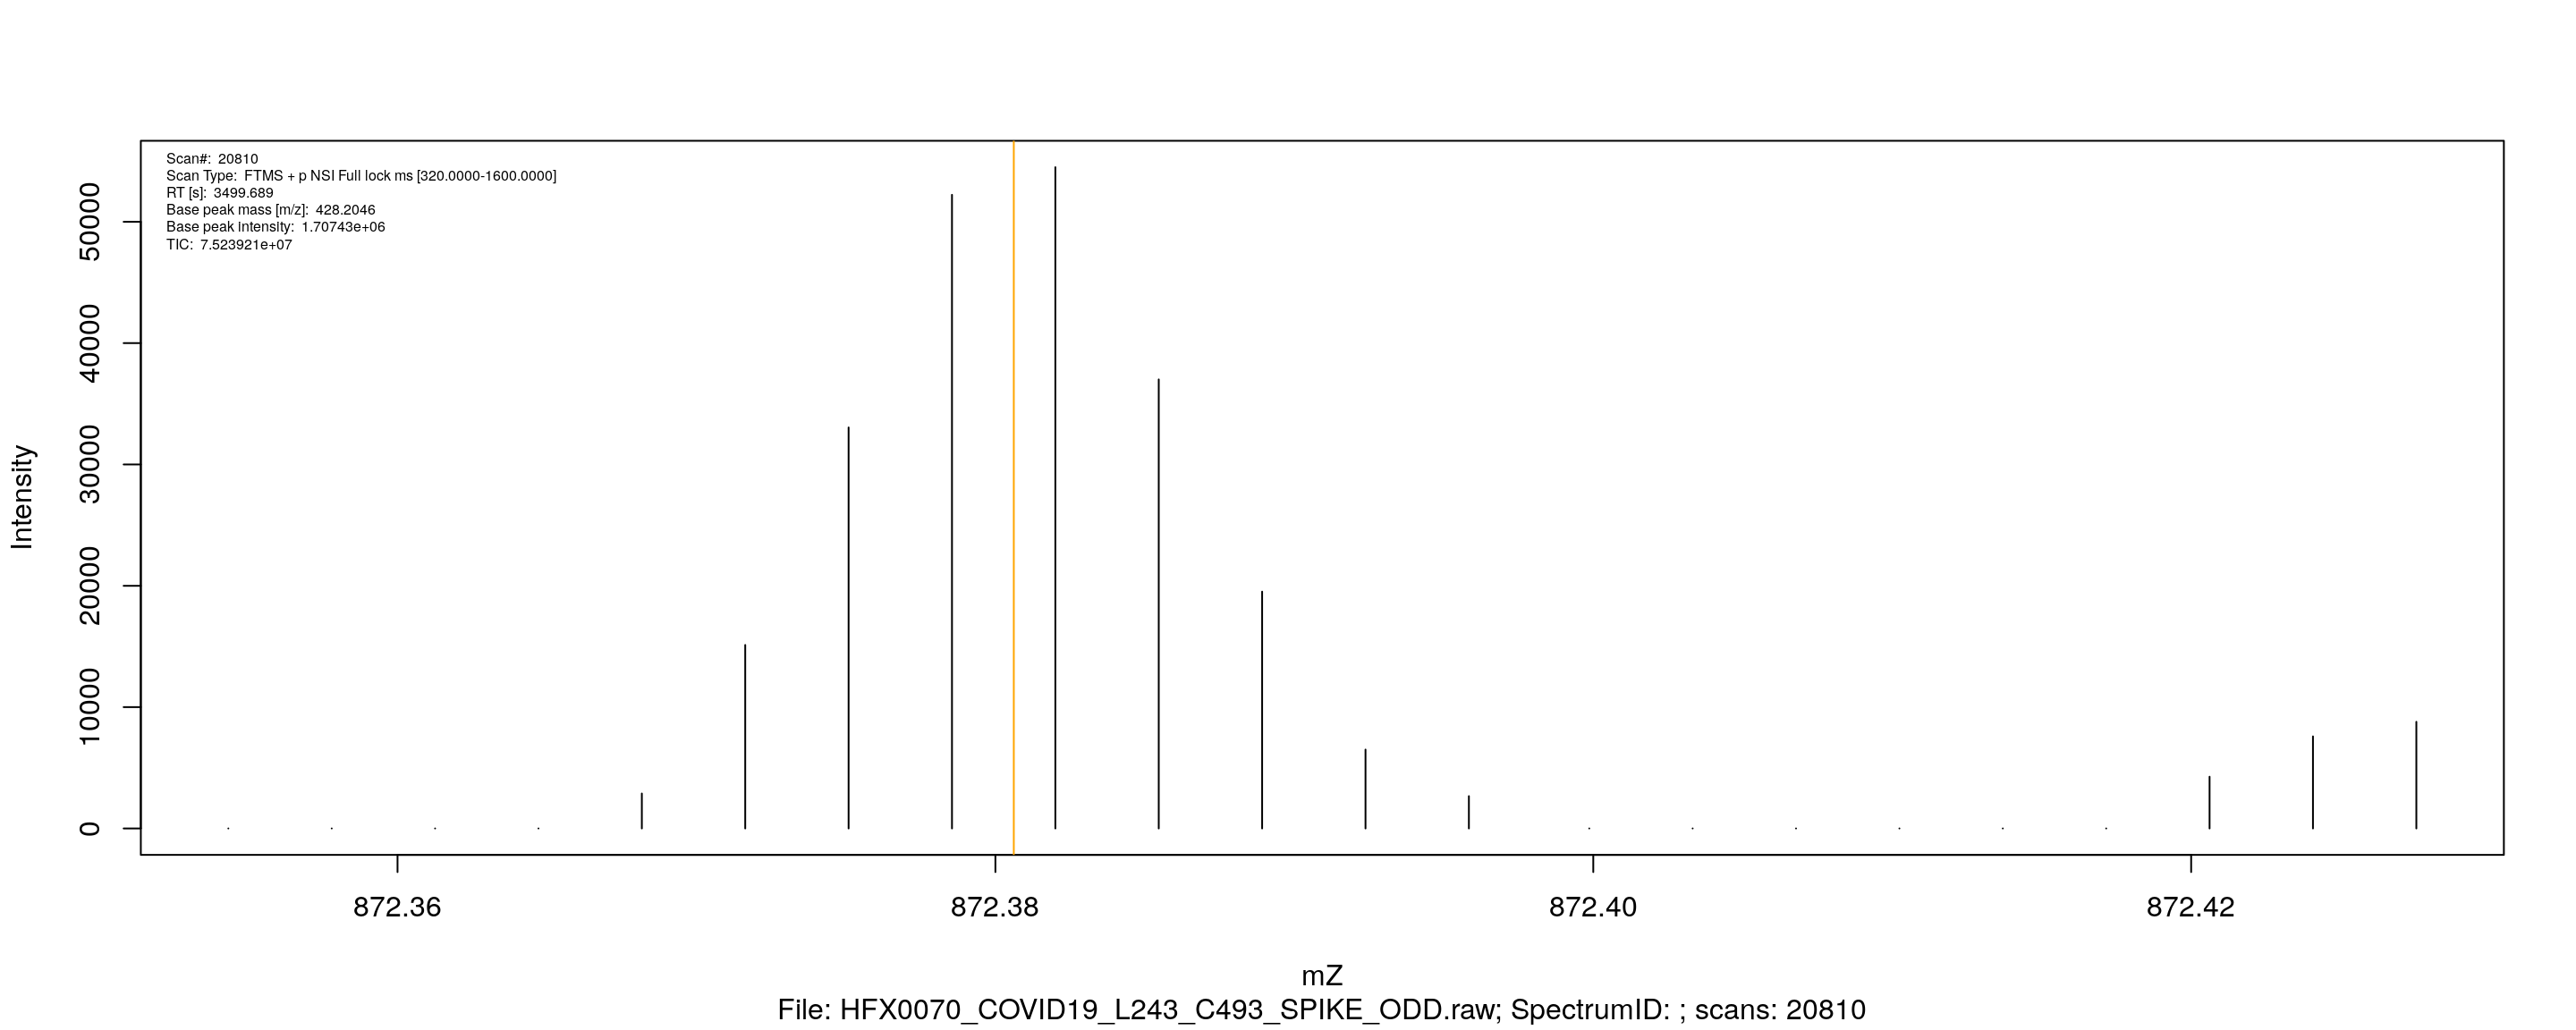 Scan#: 20810
Scan Type: FTMS + p NSI Full lock ms [320.0000-1600.0000]
RT [s]: 3499.689
Base peak mass [m/z]: 428.2046
Base peak intensity: 1.70743e+06
TIC: 7.523921e+07
Intensity
50000
40000
30000
20000
10000
0
872.36 872.38 872.40 872.42
mZ
File: HFX0070_COVID19_L243_C493_SPIKE_ODD.raw; SpectrumID: ; scans: 20810